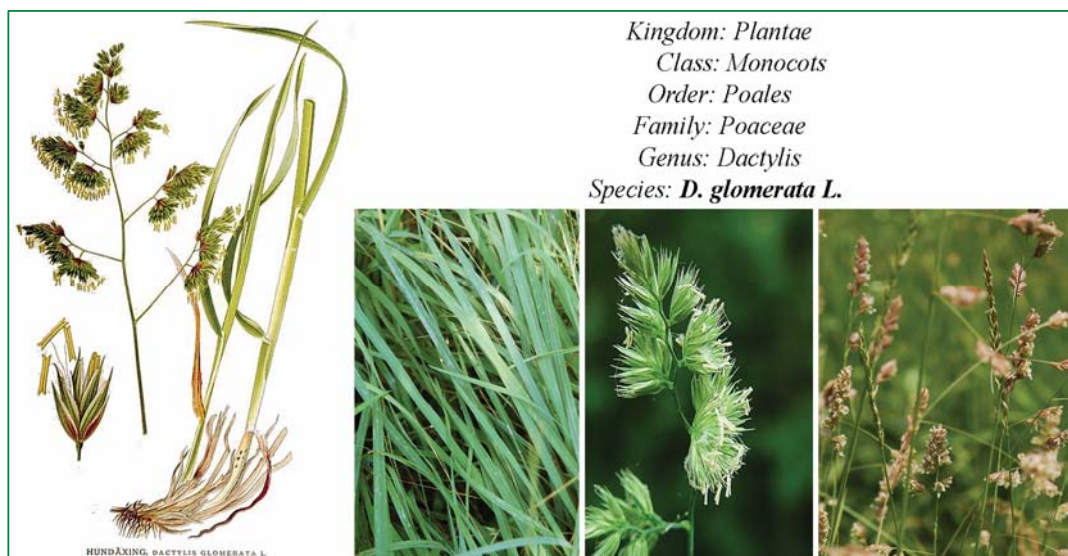 Kingdom: Plantae
Class: Monocots
Order: Poales
Family: Poaceae
Genus: Dactylis
Species: D. glomerata L.
HUNDÄXING, DACTYLIS GLOMERATA L.